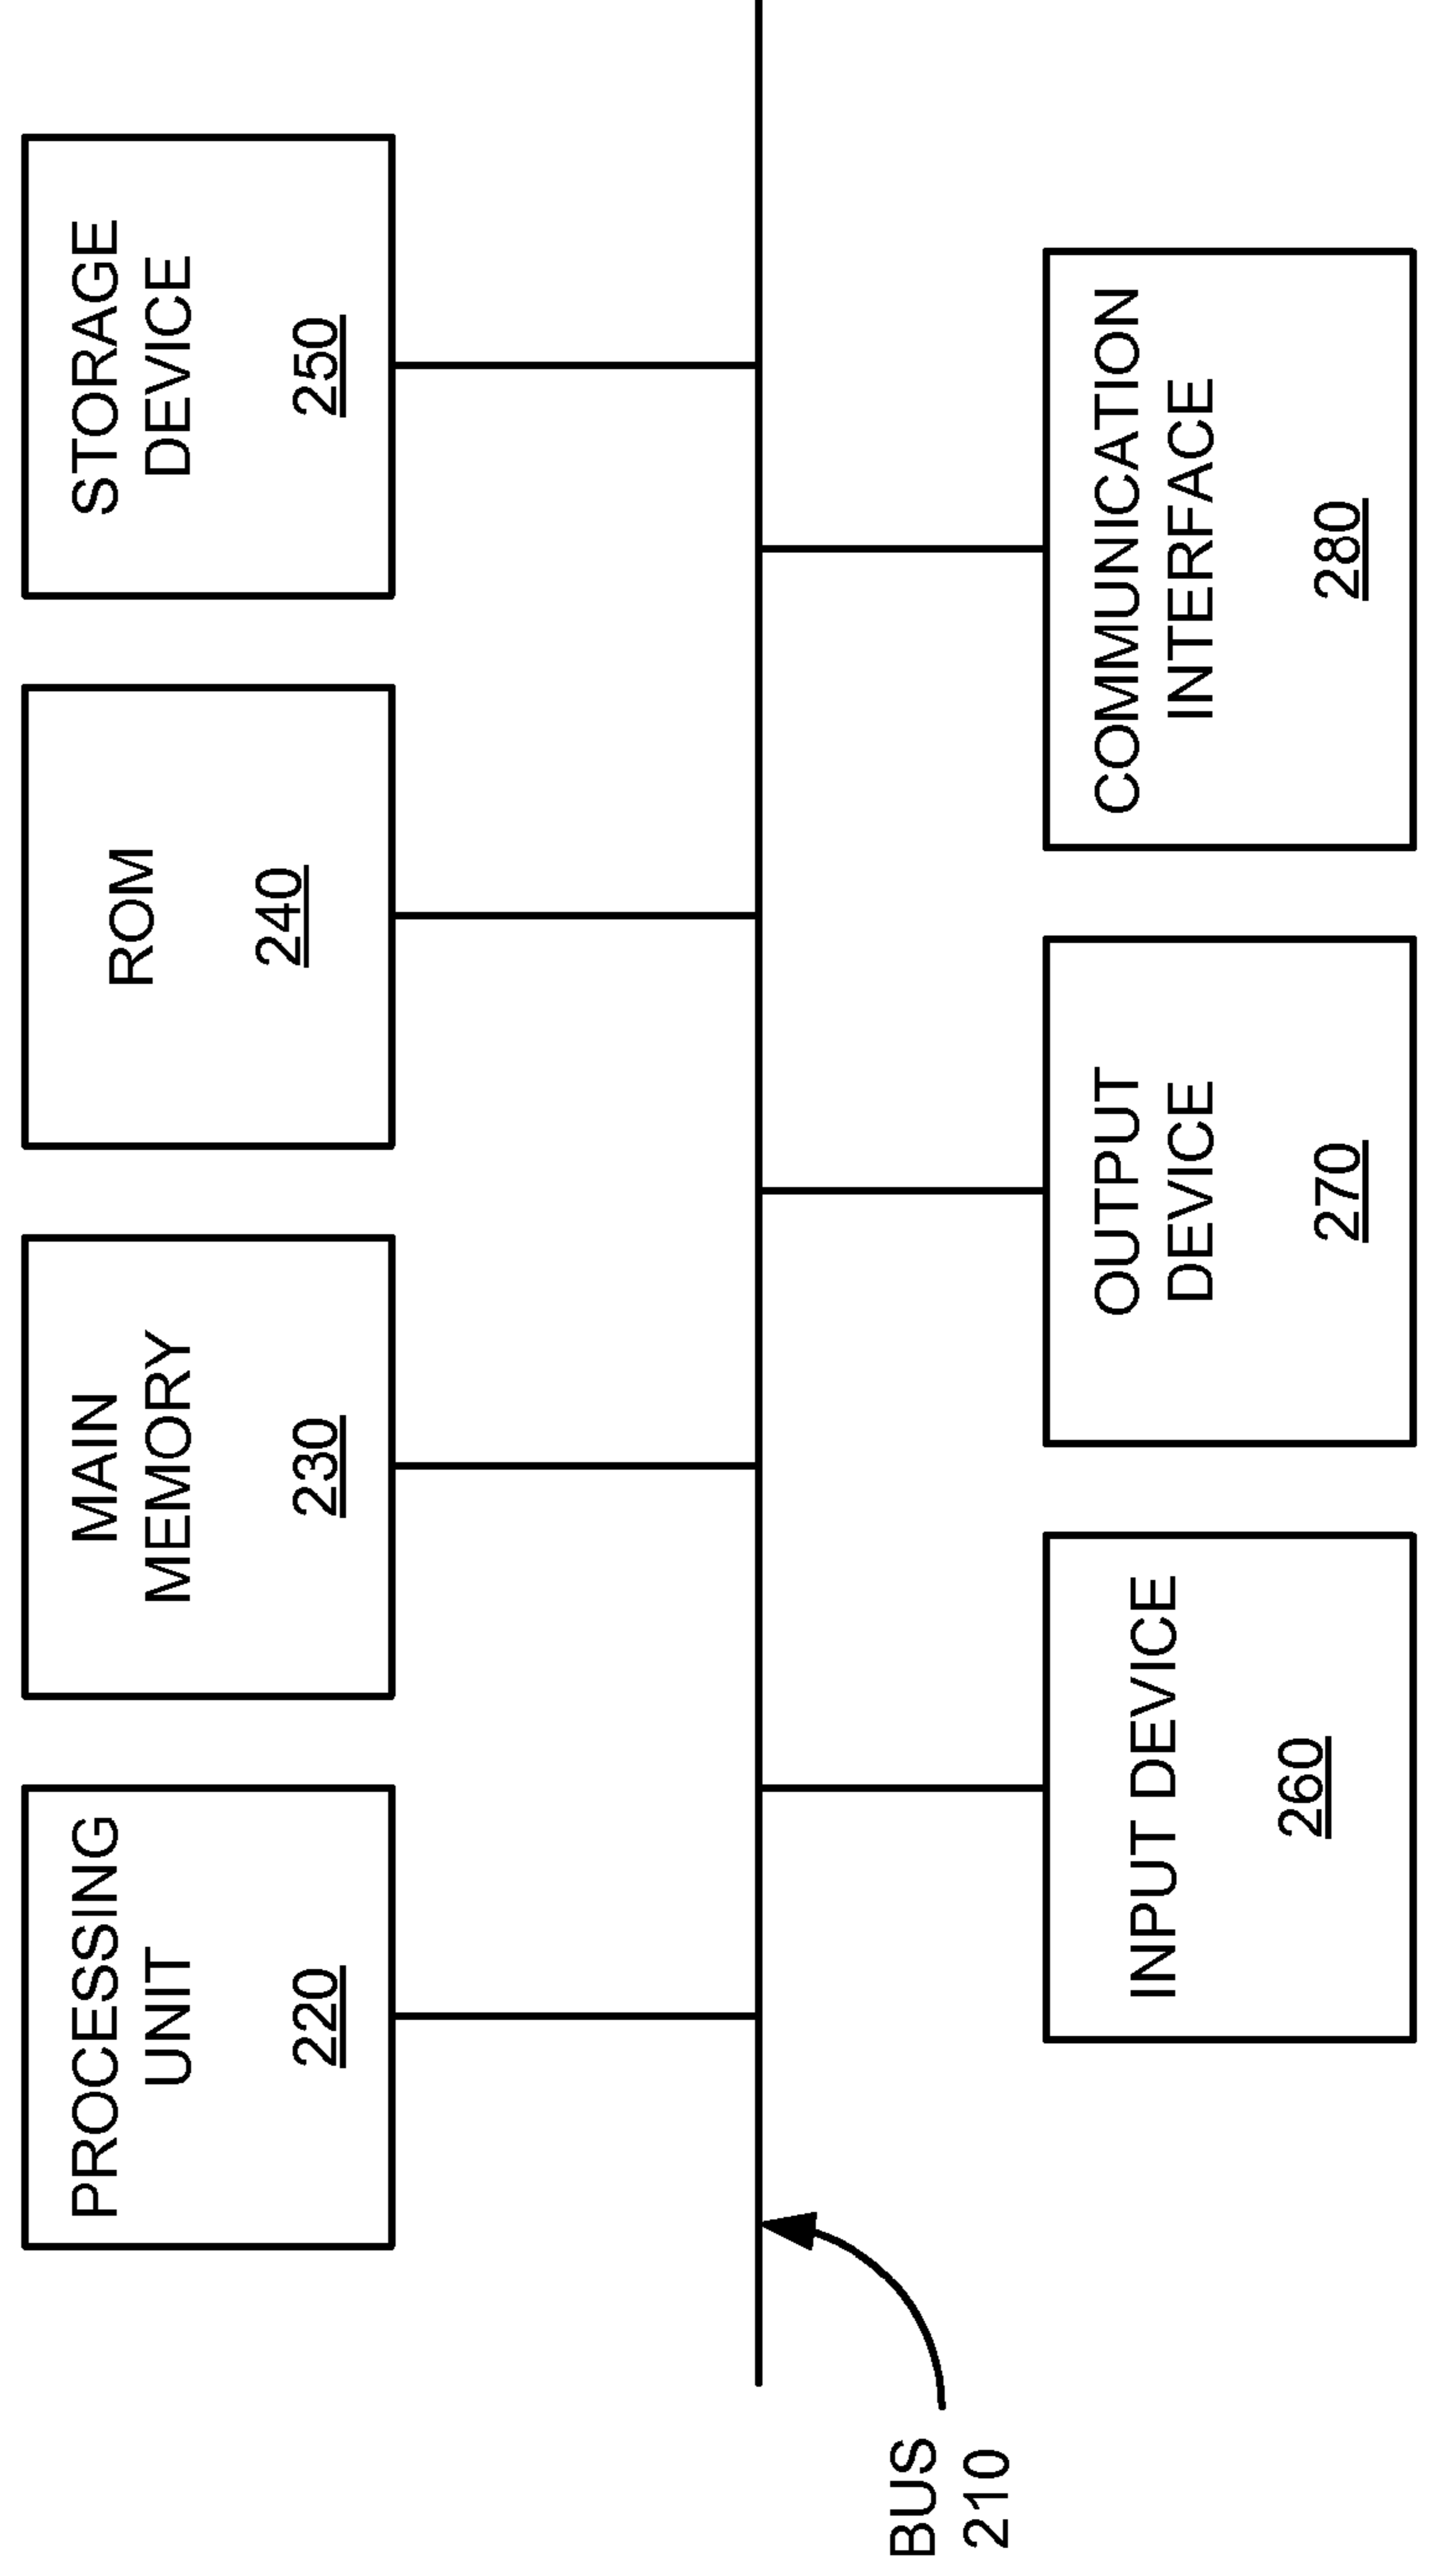 PROCESSING
UNIT
220
MAIN
MEMORY
230
ROM
240
STORAGE
DEVICE
250
BUS
210
INPUT DEVICE
260
OUTPUT
DEVICE
270
COMMUNICATION
INTERFACE
280